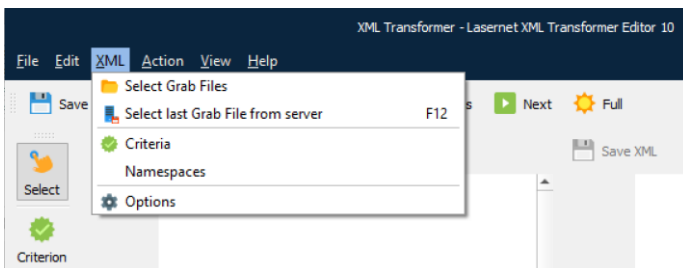 XML Transformer - Lasernet XML Transformer Editor 10
File Edit XML Action View Help
Select Grab Files
Select last Grab File from server F12
Criteria
Namespaces
Options
Save
Next
Full
Save XML
Select
Criterion